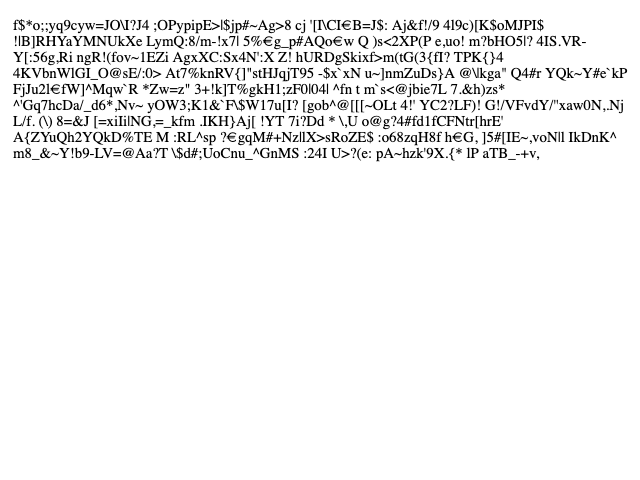 f$*o;;yq9cyw=JO\I?J4 ;OPypipE>|$jp#~Ag>8 cj '[I\CI€B=J$: Aj&f!/9 4l9c)[K$oMJPI$
!|B]RHYaYMNUkXe LymQ:8/m-!x7| 5%€g_p#AQo€w Q )s<2XP(P e,uo! m?bHO5|? 4IS.VR-
Y[:56g,Ri ngR!(fov~1EZi AgxXC:Sx4N':X Z! hURDgSkixf>m(tG(3{fI? TPK{}4
4KVbnW|GI_O@sE/:0> At7%knRV{]"stHJqjT95 -$x`xN u~]nmZuDs}A @\|kga" Q4#r YQk~Y#e`kP
FjJu2l€fW]^Mqw`R *Zw=z" 3+!k]T%gkH1;zF0|04| ^fn t m`s<@jbie7L 7.&h)zs*
^'Gq7hcDa/_d6*,Nv~ yOW3;K1&`F\$W17u[I? [gob^@[[[~OLt 4!' YC2?LF)! G!/VFvdY/"xaw0N,.Nj
L/f. (\) 8=&J [=xiIi|NG,=_kfm .IKH}Aj[ !YT 7i?Dd * \,U o@g?4#fd1fCFNtr[hrE'
A{ZYuQh2YQkD%TE M :RL^sp ?€gqM#+Nz||X>sRoZE$ :o68zqH8f h€G, ]5#[IE~,voN|l IkDnK^
m8_&~Y!b9-LV=@Aa?T \$d#;UoCnu_^GnMS :24I U>?(e: pA~hzk'9X.{* lP aTB_-+v,